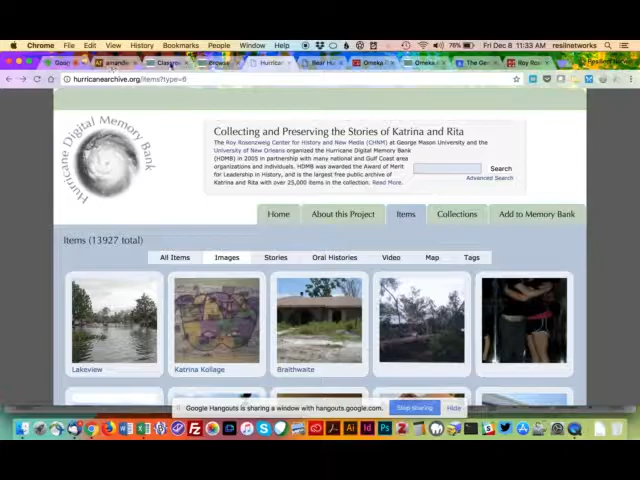 Chrome File Edit View History Bookmarks People Window Help
76% Fri Dec 8 11:33 AM resilnetworks
hurricanearchive.org/items?type=6
Hurricane Digital Memory Bank
Collecting and Preserving the Stories of Katrina and Rita
The Roy Rosenzweig Center for History and New Media (CHNM) at George Mason University and the
University of New Orleans organized the Hurricane Digital Memory Bank
(HDMB) in 2005 in partnership with many national and Gulf Coast area
organizations and individuals. HDMB was awarded the Award of Merit
for Leadership in History, and is the largest free public archive of
Katrina and Rita with over 25,000 items in the collection. Read More.
Search
Advanced Search
Home About this Project Items Collections Add to Memory Bank
Items (13927 total)
All Items Images Stories Oral Histories Video Map Tags
Lakeview Katrina Kollage Braithwaite
Google Hangouts is sharing a window with hangouts.google.com. Stop sharing Hide